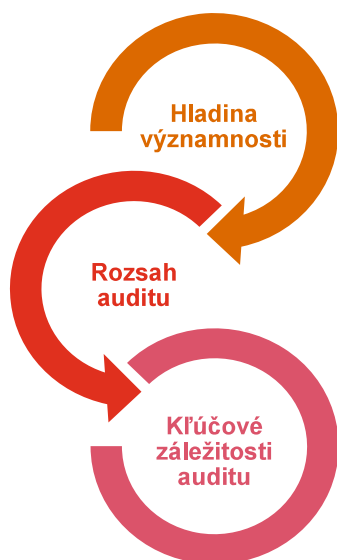 Hladina
významnosti
Rozsah
auditu
Kľúčové
záležitosti
auditu